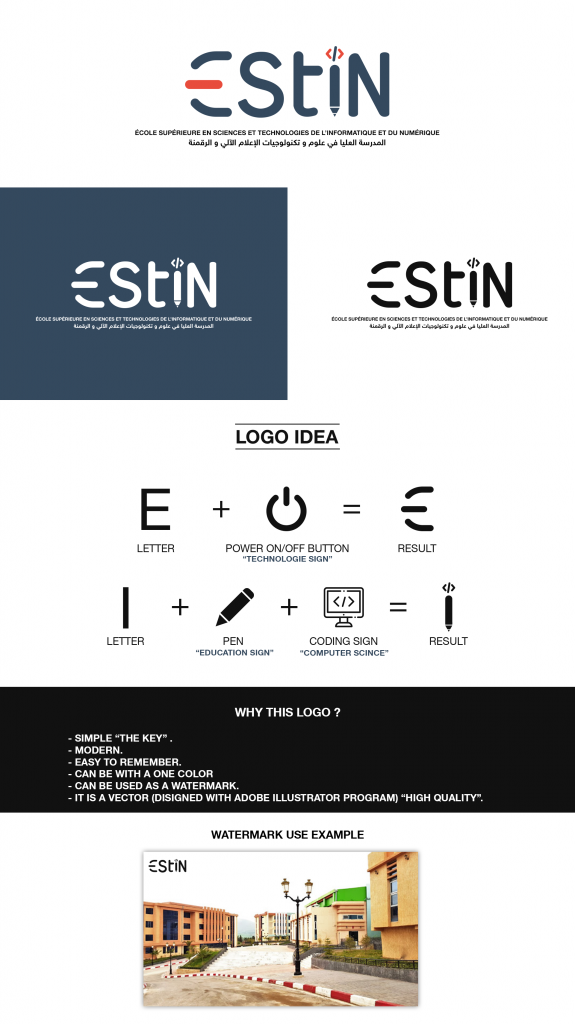 EStiN
ÉCOLE SUPÉRIEURE EN SCIENCES ET TECHNOLOGIES DE L'INFORMATIQUE ET DU NUMÉRIQUE
المدرسة العليا في علوم و تكنولوجيات الإعلام الآلي و الرقمنة
EStiN
ÉCOLE SUPÉRIEURE EN SCIENCES ET TECHNOLOGIES DE L'INFORMATIQUE ET DU NUMÉRIQUE
المدرسة العليا في علوم و تكنولوجيات الإعلام الآلي و الرقمنة
EStiN
ÉCOLE SUPÉRIEURE EN SCIENCES ET TECHNOLOGIES DE L'INFORMATIQUE ET DU NUMÉRIQUE
المدرسة العليا في علوم و تكنولوجيات الإعلام الآلي و الرقمنة
LOGO IDEA
E + =
LETTER POWER ON/OFF BUTTON RESULT
“TECHNOLOGIE SIGN”
I + + </> = </>
LETTER PEN CODING SIGN RESULT
“EDUCATION SIGN” “COMPUTER SCINCE”
WHY THIS LOGO ?
- SIMPLE “THE KEY” .
- MODERN.
- EASY TO REMEMBER.
- CAN BE WITH A ONE COLOR
- CAN BE USED AS A WATERMARK.
- IT IS A VECTOR (DISIGNED WITH ADOBE ILLUSTRATOR PROGRAM) “HIGH QUALITY”.
WATERMARK USE EXAMPLE
EStiN